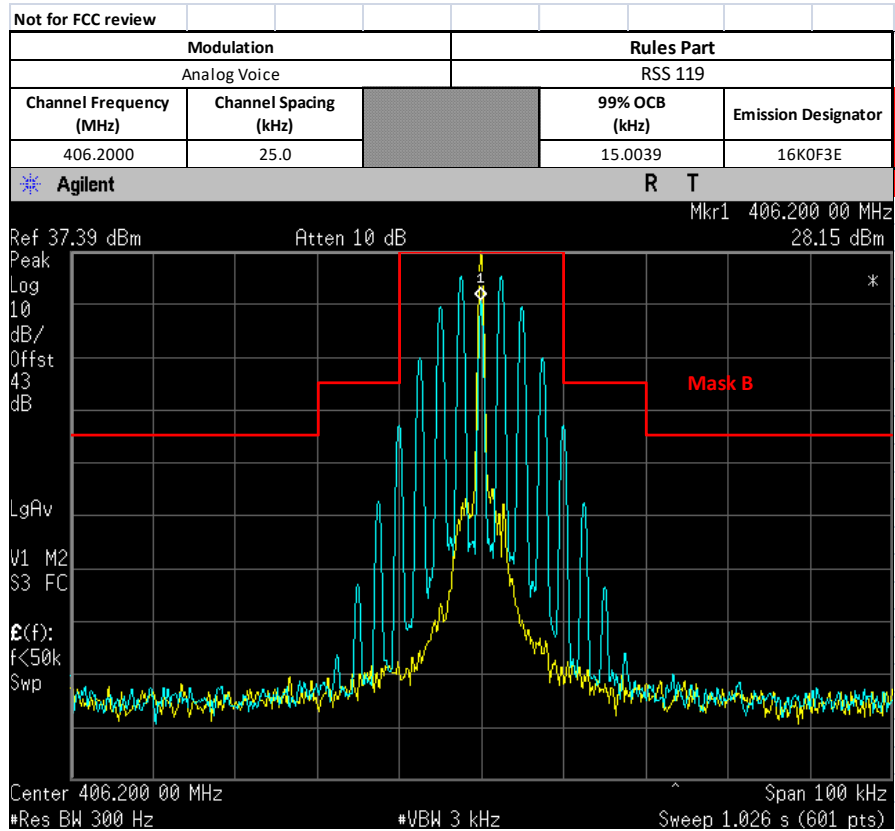 Not for FCC review
Modulation Rules Part
Analog Voice RSS 119
Channel Frequency (MHz) Channel Spacing (kHz) 99% OCB (kHz) Emission Designator
406.2000 25.0 15.0039 16K0F3E
Agilent R T
Mkr1 406.200 00 MHz
Ref 37.39 dBm Atten 10 dB 28.15 dBm
Peak
Log
10
dB/
Offst
43
dB
1
*
Mask B
LgAv
V1 M2
S3 FC
£(f):
f<50k
Swp
Center 406.200 00 MHz ^ Span 100 kHz
#Res BW 300 Hz #VBW 3 kHz Sweep 1.026 s (601 pts)